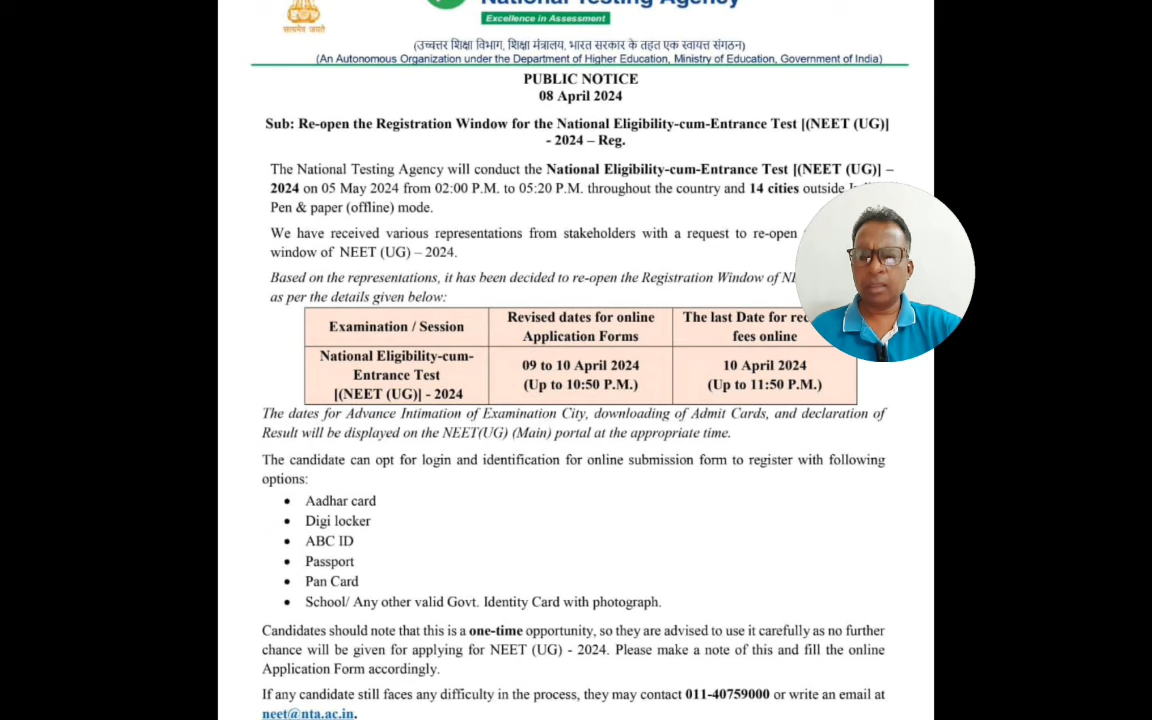 सत्यमेव जयते
National Testing Agency
Excellence in Assessment
(उच्चतर शिक्षा विभाग, शिक्षा मंत्रालय, भारत सरकार के तहत एक स्वायत्त संगठन)
(An Autonomous Organization under the Department of Higher Education, Ministry of Education, Government of India)
PUBLIC NOTICE
08 April 2024
Sub: Re-open the Registration Window for the National Eligibility-cum-Entrance Test [(NEET (UG)]
- 2024 – Reg.
The National Testing Agency will conduct the National Eligibility-cum-Entrance Test [(NEET (UG)] –
2024 on 05 May 2024 from 02:00 P.M. to 05:20 P.M. throughout the country and 14 cities outside
Pen & paper (offline) mode.
We have received various representations from stakeholders with a request to re-open
window of NEET (UG) – 2024.
Based on the representations, it has been decided to re-open the Registration Window of
as per the details given below:
Examination / Session
Revised dates for online
Application Forms
The last Date for
fees online
National Eligibility-cum-
Entrance Test
[(NEET (UG)] - 2024
09 to 10 April 2024
(Up to 10:50 P.M.)
10 April 2024
(Up to 11:50 P.M.)
The dates for Advance Intimation of Examination City, downloading of Admit Cards, and declaration of
Result will be displayed on the NEET(UG) (Main) portal at the appropriate time.
The candidate can opt for login and identification for online submission form to register with following
options:
• Aadhar card
• Digi locker
• ABC ID
• Passport
• Pan Card
• School/ Any other valid Govt. Identity Card with photograph.
Candidates should note that this is a one-time opportunity, so they are advised to use it carefully as no further
chance will be given for applying for NEET (UG) - 2024. Please make a note of this and fill the online
Application Form accordingly.
If any candidate still faces any difficulty in the process, they may contact 011-40759000 or write an email at
neet@nta.ac.in.